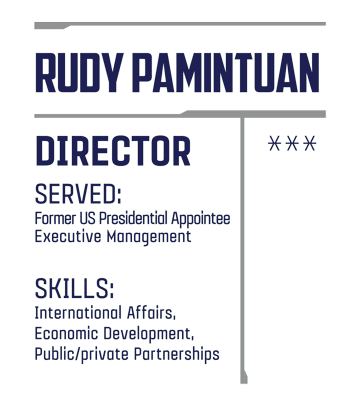 RUDY PAMINTUAN
DIRECTOR
***
SERVED:
Former US Presidential Appointee
Executive Management
SKILLS:
International Affairs,
Economic Development,
Public/private Partnerships